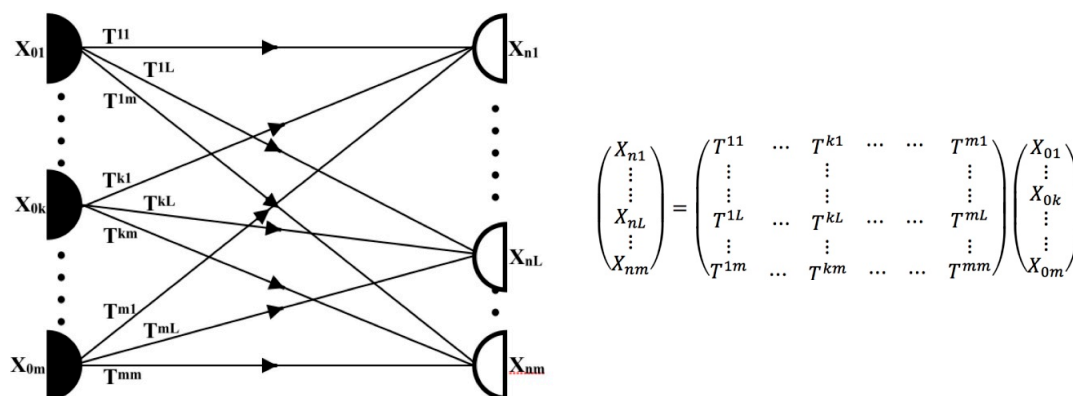 X₀₁
T¹¹
Xₙ₁
T¹ᴸ
T¹ᵐ
Tᵏ¹
X₀ₖ
TᵏL
Tᵏᵐ
XₙL
Tᵐ¹
TᵐL
X₀ₘ
Tᵐᵐ
Xₙₘ
(Xₙ₁ ⋮ ⋮ XₙL ⋮ Xₙₘ) = (T¹¹ … Tᵏ¹ … … Tᵐ¹
⋮ ⋮ ⋮
⋮ ⋮ ⋮
T¹ᴸ … Tᵏᴸ … … Tᵐᴸ
⋮ ⋮ ⋮
T¹ᵐ … Tᵏᵐ … … Tᵐᵐ) (X₀₁ ⋮ X₀ₖ ⋮ ⋮ X₀ₘ)